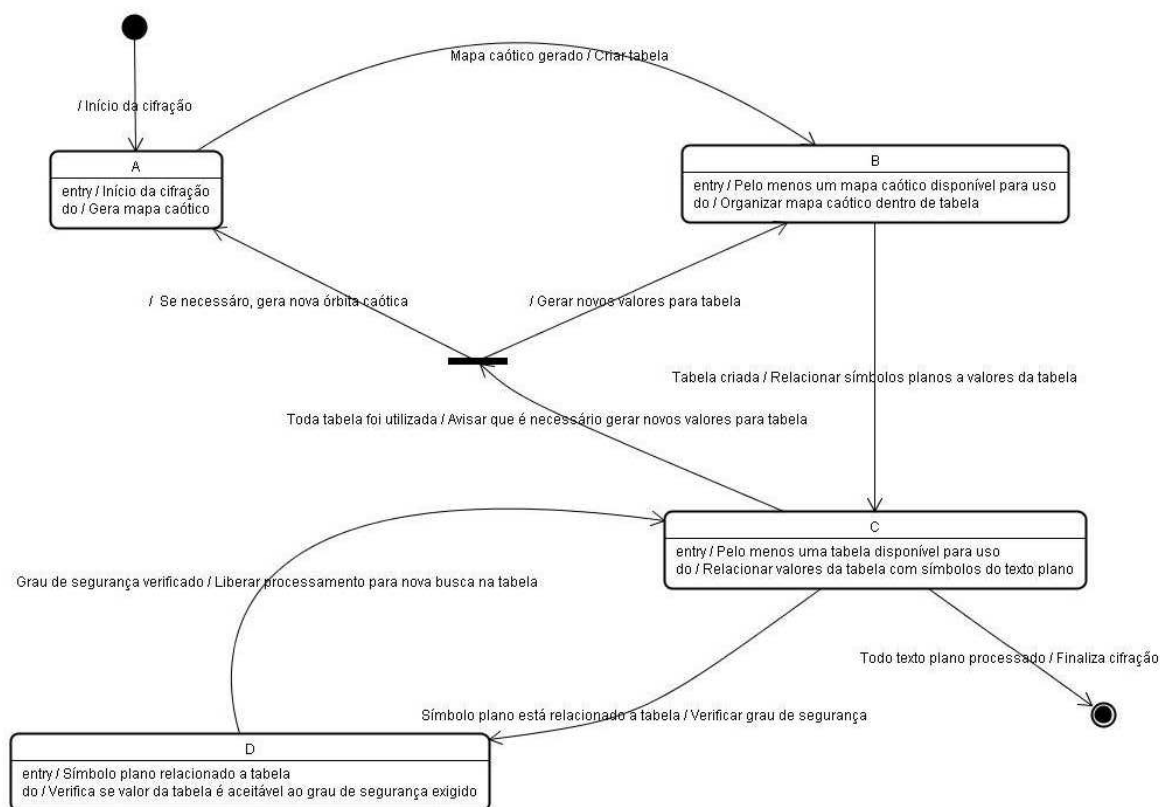 Mapa caótico gerado / Criar tabela
/ Início da cifração
A
entry / Início da cifração
do / Gera mapa caótico
B
entry / Pelo menos um mapa caótico disponível para uso
do / Organizar mapa caótico dentro de tabela
/ Se necessáro, gera nova órbita caótica
/ Gerar novos valores para tabela
Tabela criada / Relacionar símbolos planos a valores da tabela
Toda tabela foi utilizada / Avisar que é necessário gerar novos valores para tabela
C
entry / Pelo menos uma tabela disponível para uso
do / Relacionar valores da tabela com símbolos do texto plano
Grau de segurança verificado / Liberar processamento para nova busca na tabela
Todo texto plano processado / Finaliza cifração
Símbolo plano está relacionado a tabela / Verificar grau de segurança
D
entry / Símbolo plano relacionado a tabela
do / Verifica se valor da tabela é aceitável ao grau de segurança exigido